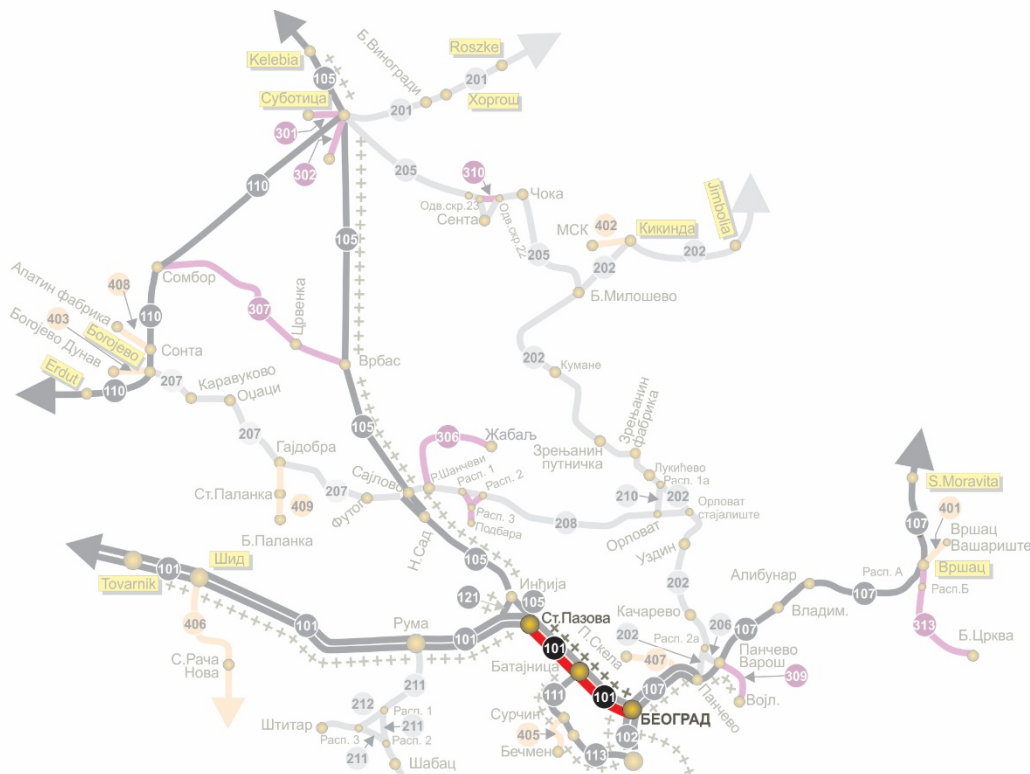 Б.Виногради
Roszke
Kelebia
105
201
Хоргош
Суботица
201
301
302
205
310
110
Чока
Одв.скр.23
Сента
Одв.скр.22
МСК
402
Кикинда
Jimbolia
105
205
202
202
Сомбор
Б.Милошево
Апатин фабрика
408
110
307
Црвенка
403
Богојево Дунав
Богојево
Сонта
Врбас
202
Кумане
Erdut
110
207
Каравуково
Оџаци
105
207
306
Жабаљ
Зрењанин
фабрика
Зрењанин
путничка
Гајдобра
Сајлово
Р.Шанчеви
Расп. 1
Расп. 2
Лукићево
Расп. 1а
S.Moravita
Ст.Паланка
409
207
Футог
Расп. 3
Подбара
210
202
Орловат
стајалиште
401
Б.Паланка
Н.Сад
208
Орловат
107
Вршац
Вашариште
Уздин
Шид
101
Tovarnik
105
Вршац
Расп. А
Алибунар
Расп.Б
Инђија
202
107
121
105
Владим.
406
101
Рума
101
Ст.Пазова
П.Скела
Качарево
206
313
С.Рача
Нова
101
202
Расп. 2а
107
Б.Црква
Батајница
407
Панчево
Варош
309
211
101
107
111
Панчево
Војл.
212
Расп. 1
Сурчин
БЕОГРАД
Штитар
211
405
102
Расп. 3
Расп. 2
Бечмен
211
113
Шабац